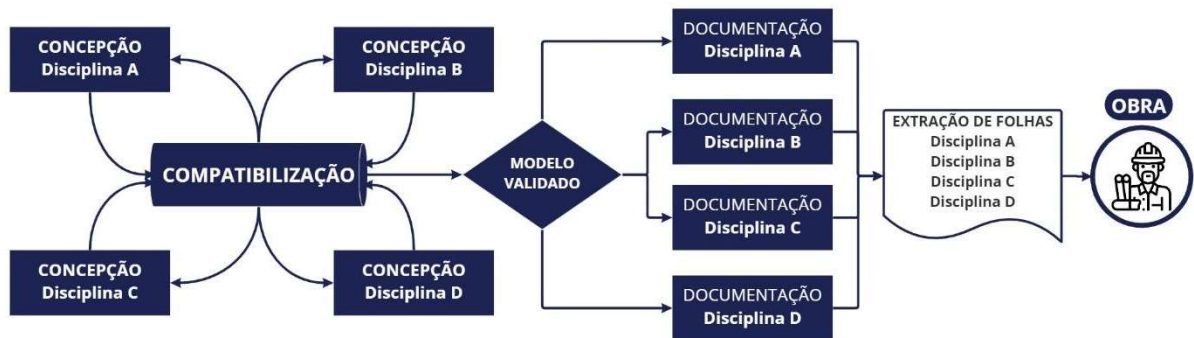 CONCEPÇÃO
Disciplina A
CONCEPÇÃO
Disciplina B
COMPATIBILIZAÇÃO
CONCEPÇÃO
Disciplina C
CONCEPÇÃO
Disciplina D
MODELO
VALIDADO
DOCUMENTAÇÃO
Disciplina A
DOCUMENTAÇÃO
Disciplina B
DOCUMENTAÇÃO
Disciplina C
DOCUMENTAÇÃO
Disciplina D
EXTRAÇÃO DE FOLHAS
Disciplina A
Disciplina B
Disciplina C
Disciplina D
OBRA